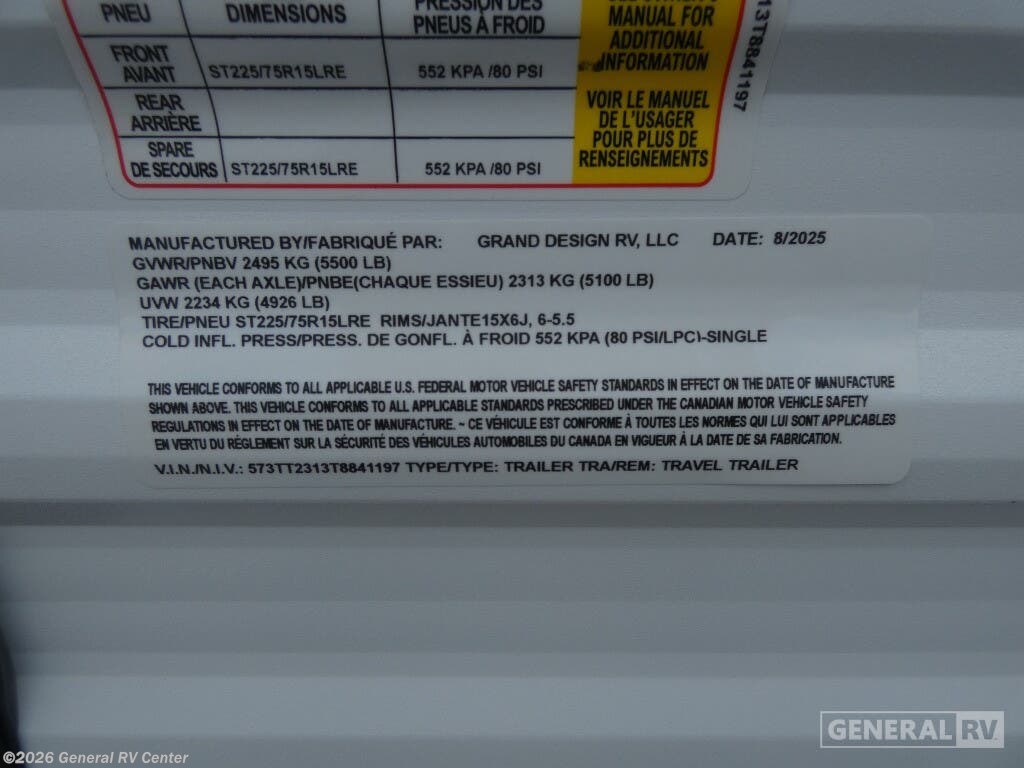 PNEU DIMENSIONS PRESSION DES
PNEUS À FROID
MANUAL FOR
ADDITIONAL
INFORMATION
FRONT
AVANT ST225/75R15LRE 552 KPA /80 PSI
REAR
ARRIÈRE
SPARE
DE SECOURS ST225/75R15LRE 552 KPA /80 PSI
VOIR LE MANUEL
DE L'USAGER
POUR PLUS DE
RENSEIGNEMENTS
13T8841197
MANUFACTURED BY/FABRIQUÉ PAR: GRAND DESIGN RV, LLC DATE: 8/2025
GVWR/PNBV 2495 KG (5500 LB)
GAWR (EACH AXLE)/PNBE(CHAQUE ESSIEU) 2313 KG (5100 LB)
UVW 2234 KG (4926 LB)
TIRE/PNEU ST225/75R15LRE RIMS/JANTE15X6J, 6-5.5
COLD INFL. PRESS/PRESS. DE GONFL. À FROID 552 KPA (80 PSI/LPC)-SINGLE
THIS VEHICLE CONFORMS TO ALL APPLICABLE U.S. FEDERAL MOTOR VEHICLE SAFETY STANDARDS IN EFFECT ON THE DATE OF MANUFACTURE
SHOWN ABOVE. THIS VEHICLE CONFORMS TO ALL APPLICABLE STANDARDS PRESCRIBED UNDER THE CANADIAN MOTOR VEHICLE SAFETY
REGULATIONS IN EFFECT ON THE DATE OF MANUFACTURE. ~ CE VÉHICULE EST CONFORME À TOUTES LES NORMES QUI LUI SONT APPLICABLES
EN VERTU DU RÉGLEMENT SUR LA SÉCURITÉ DES VÉHICULES AUTOMOBILES DU CANADA EN VIGUEUR À LA DATE DE SA FABRICATION.
V.I.N./N.I.V.: 573TT2313T8841197 TYPE/TYPE: TRAILER TRA/REM: TRAVEL TRAILER
GENERAL RV
©2026 General RV Center